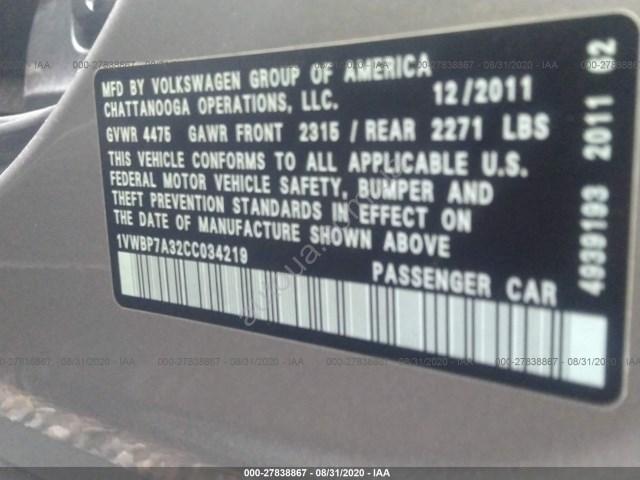 MFD BY VOLKSWAGEN GROUP OF AMERICA
CHATTANOOGA OPERATIONS, LLC. 12/2011
GVWR 4475 GAWR FRONT 2315 / REAR 2271 LBS
THIS VEHICLE CONFORMS TO ALL APPLICABLE U.S.
FEDERAL MOTOR VEHICLE SAFETY, BUMPER AND
THEFT PREVENTION STANDARDS IN EFFECT ON
THE DATE OF MANUFACTURE SHOWN ABOVE
1VWBP7A32CC034219
PASSENGER CAR
4939193 2011 02
000-27838867 - 08/31/2020 - IAA